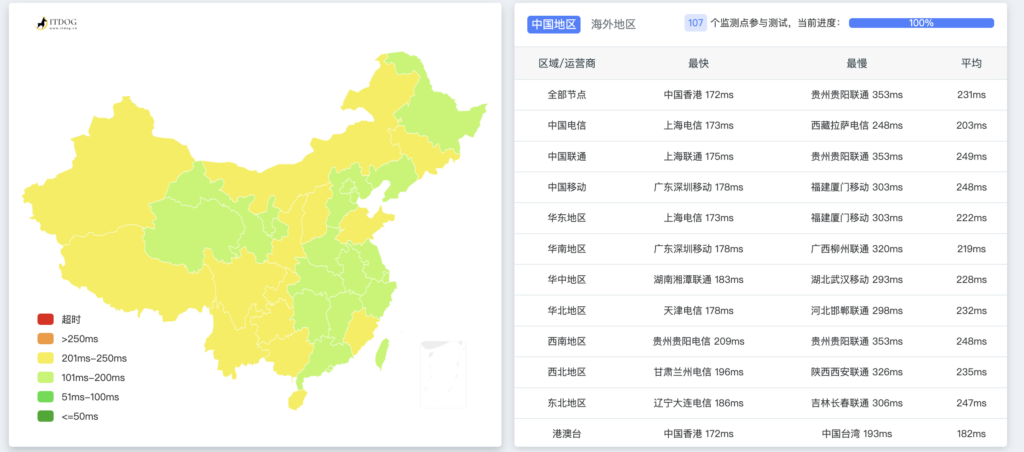 ITDOG
www.itdog.cn
超时
>250ms
201ms-250ms
101ms-200ms
51ms-100ms
<=50ms
中国地区 海外地区 107 个监测点参与测试，当前进度： 100%
区域/运营商 最快 最慢 平均
全部节点 中国香港 172ms 贵州贵阳联通 353ms 231ms
中国电信 上海电信 173ms 西藏拉萨电信 248ms 203ms
中国联通 上海联通 175ms 贵州贵阳联通 353ms 249ms
中国移动 广东深圳移动 178ms 福建厦门移动 303ms 248ms
华东地区 上海电信 173ms 福建厦门移动 303ms 222ms
华南地区 广东深圳移动 178ms 广西柳州联通 320ms 219ms
华中地区 湖南湘潭联通 183ms 湖北武汉移动 293ms 228ms
华北地区 天津电信 178ms 河北邯郸联通 298ms 232ms
西南地区 贵州贵阳电信 209ms 贵州贵阳联通 353ms 248ms
西北地区 甘肃兰州电信 196ms 陕西西安联通 326ms 235ms
东北地区 辽宁大连电信 186ms 吉林长春联通 306ms 247ms
港澳台 中国香港 172ms 中国台湾 193ms 182ms